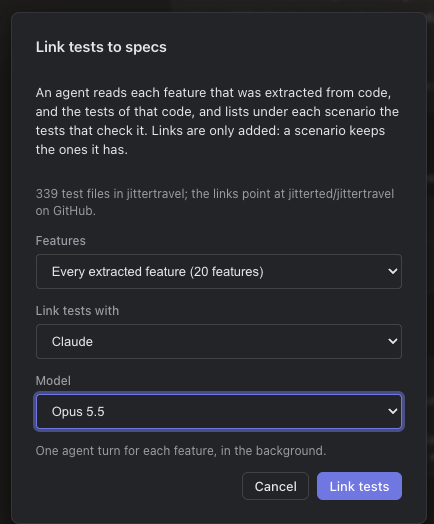 Link tests to specs
An agent reads each feature that was extracted from code,
and the tests of that code, and lists under each scenario the
tests that check it. Links are only added: a scenario keeps
the ones it has.
339 test files in jittertravel; the links point at jitterted/jittertravel
on GitHub.
Features
Every extracted feature (20 features)
Link tests with
Claude
Model
Opus 5.5
One agent turn for each feature, in the background.
Cancel
Link tests